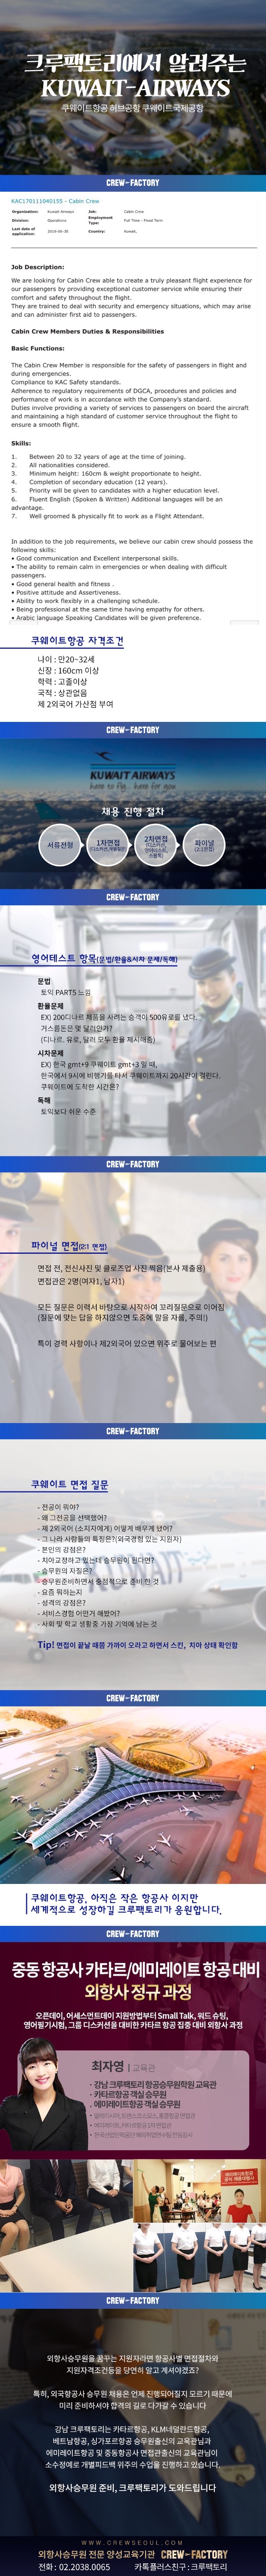 크루팩토리에서 알려주는
KUWAIT-AIRWAYS
쿠웨이트항공 허브공항 쿠웨이트국제공항
CREW-FACTORY
KAC170111040155 - Cabin Crew
Organisation: Kuwait Airways Job: Cabin Crew
Division: Operations Employment Type: Full Time - Fixed Term
Last date of application: Country: Kuwait,
Job Description:
We are looking for Cabin Crew able to create a truly pleasant flight experience for
our passengers by providing exceptional customer service while ensuring their
comfort and safety throughout the flight.
They are trained to deal with security and emergency situations, which may arise
and can administer first aid to passengers.
Cabin Crew Members Duties & Responsibilities
Basic Functions:
The Cabin Crew Member is responsible for the safety of passengers in flight and
during emergencies.
Compliance to KAC Safety standards.
Adherence to regulatory requirements of DGCA, procedures and policies and
performance of work is in accordance with the Company's standard.
Duties involve providing a variety of services to passengers on board the aircraft
and maintaining a high standard of customer service throughout the flight to
ensure a smooth flight.
Skills:
1. Between 20 to 32 years of age at the time of joining.
2. All nationalities considered.
3. Minimum height: 160cm & weight proportionate to height.
4. Completion of secondary education (12 years).
5. Priority will be given to candidates with a higher education level.
6. Fluent English (Spoken & Written) Additional languages will be an
advantage.
7. Well groomed & physically fit to work as a Flight Attendant.
In addition to the job requirements, we believe our cabin crew should possess the
following skills:
• Good communication and Excellent interpersonal skills.
• The ability to remain calm in emergencies or when dealing with difficult
passengers.
• Good general health and fitness .
• Positive attitude and Assertiveness.
• Ability to work flexibly in a challenging schedule.
• Being professional at the same time having empathy for others.
• Arabic language Speaking Candidates will be given preference.
쿠웨이트항공 자격조건
나이 : 만20~32세
신장 : 160cm 이상
학력 : 고졸이상
국적 : 상관없음
제 2외국어 가산점 부여
CREW-FACTORY
KUWAIT AIRWAYS
here to fly... here for you
채용 진행 절차
서류전형
1차면접
2차면접
(디스커션,
영어테스트,
스몰톡)
파이널
(2:1면접)
CREW-FACTORY
영어테스트 항목(문법/환율&시차 문제/독해)
문법
토익 PART5 느낌
환율문제
EX) 200디나르 제품을 사려는 승객이 500유로를 냈다.
거스름돈은 몇 달러인가?
(디나르, 유로, 달러 모두 환율 제시해줌)
시차문제
EX) 한국 gmt+9 쿠웨이트 gmt+3 일 때,
한국에서 9시에 비행기를 타서 쿠웨이트까지 20시간이 걸린다.
쿠웨이트에 도착한 시간은?
독해
토익보다 쉬운 수준
CREW-FACTORY
파이널 면접(2:1 면접)
면접 전, 전신사진 및 클로즈업 사진 찍음(본사 제출용)
면접관은 2명(여자1, 남자1)
모든 질문은 이력서 바탕으로 시작하여 꼬리질문으로 이어짐
(질문에 맞는 답을 하지않으면 도중에 말을 자름, 주의!)
특이 경력 사항이나 제2외국어 있으면 위주로 물어보는 편
CREW-FACTORY
쿠웨이트 면접 질문
- 전공이 뭐야?
- 왜 그전공을 선택했어?
- 제 2외국어 (소지자에게) 어떻게 배우게 됐어?
- 그 나라 사람들의 특징은?(외국경험 있는 지원자)
- 본인의 강점은?
- 치아교정하고 있는데 승무원이 된다면?
- 승무원의 자질은?
- 승무원준비하면서 중점적으로 준비 한 것
- 요즘 뭐하는지
- 성격의 강점은?
- 서비스경험 어떤거 해봤어?
- 사회 및 학교 생활중 가장 기억에 남는 것
Tip! 면접이 끝날 때쯤 가까이 오라고 하면서 스킨, 치아 상태 확인함
CREW-FACTORY
쿠웨이트항공, 아직은 작은 항공사 이지만
세계적으로 성장하길 크루팩토리가 응원합니다.
CREW-FACTORY
중동 항공사 카타르/에미레이트 항공 대비
외항사 정규 과정
오픈데이, 어세스먼트데이 지원방법부터 Small Talk, 워드 슈팅,
영어필기시험, 그룹 디스커션을 대비한 카타르 항공 집중 대비 외항사 과정
최자영 | 교육관
· 강남 크루팩토리 항공승무원학원 교육관
· 카타르항공 객실 승무원
· 에미레이트항공 객실 승무원
CREW-FACTORY
외항사승무원을 꿈꾸는 지원자라면 항공사별 면접절차와
지원자격조건등을 당연히 알고 계셔야겠죠?
특히, 외국항공사 승무원 채용은 언제 진행되어질지 모르기 때문에
미리 준비하셔야 합격의 길로 다가갈 수 있습니다
강남 크루팩토리는 카타르항공, KLM네덜란드항공,
베트남항공, 싱가포르항공 승무원출신의 교육관님과
에미레이트항공 및 중동항공사 면접관출신의 교육관님이
소수정예로 개별피드백 위주의 수업을 진행하고 있습니다.
외항사승무원 준비, 크루팩토리가 도와드립니다
WWW.CREWSEOUL.COM
외항사승무원 전문 양성교육기관 CREW-FACTORY
전화 : 02.2038.0065 카톡플러스친구 : 크루팩토리